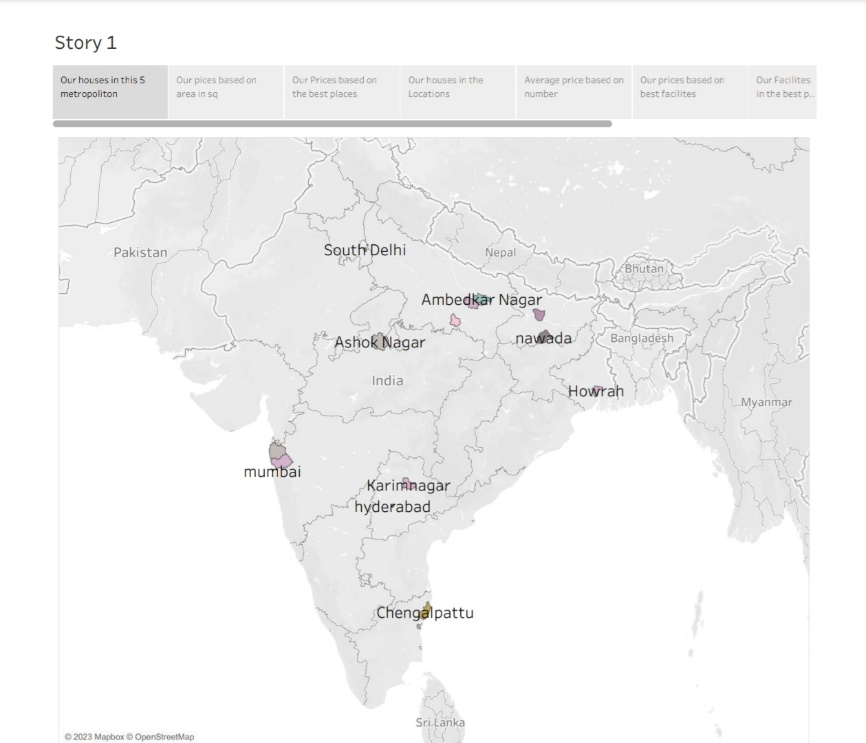 Story 1
Our houses in this 5
metropoliton
Our pices based on
area in sq
Our Prices based on
the best places
Our houses in the
Locations
Average price based on
number
Our prices based on
best facilites
Our Facilites
in the best p..
Pakistan
South Delhi
Nepal
Bhutan
Ambedkar Nagar
Ashok Nagar
nawada
Bangladesh
India
Howrah
Myanmar
mumbai
Karimnagar
hyderabad
Chengalpattu
Sri Lanka
© 2023 Mapbox © OpenStreetMap